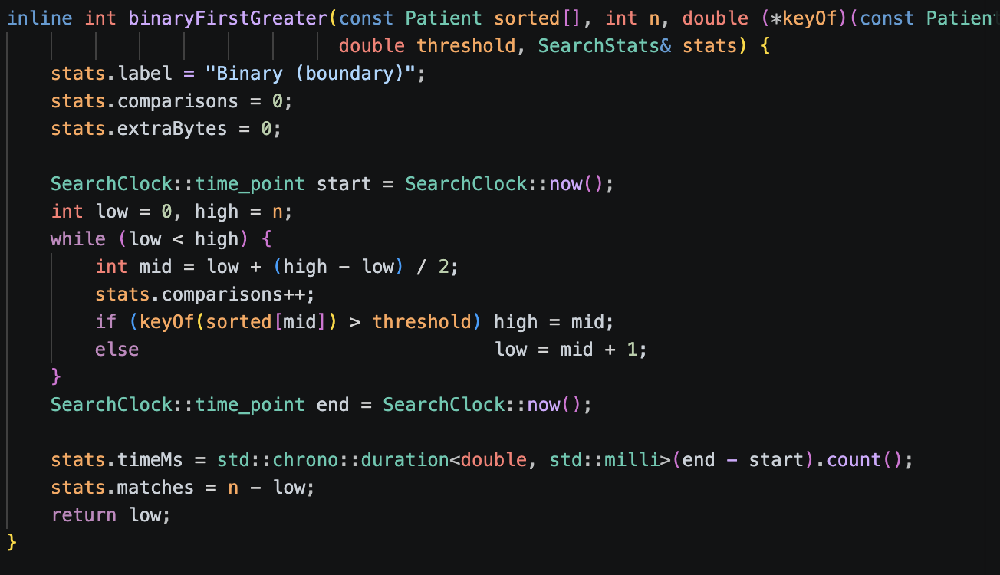 inline int binaryFirstGreater(const Patient sorted[], int n, double (*keyOf)(const Patient
double threshold, SearchStats& stats) {
stats.label = "Binary (boundary)";
stats.comparisons = 0;
stats.extraBytes = 0;
SearchClock::time_point start = SearchClock::now();
int low = 0, high = n;
while (low < high) {
int mid = low + (high - low) / 2;
stats.comparisons++;
if (keyOf(sorted[mid]) > threshold) high = mid;
else low = mid + 1;
}
SearchClock::time_point end = SearchClock::now();
stats.timeMs = std::chrono::duration<double, std::milli>(end - start).count();
stats.matches = n - low;
return low;
}